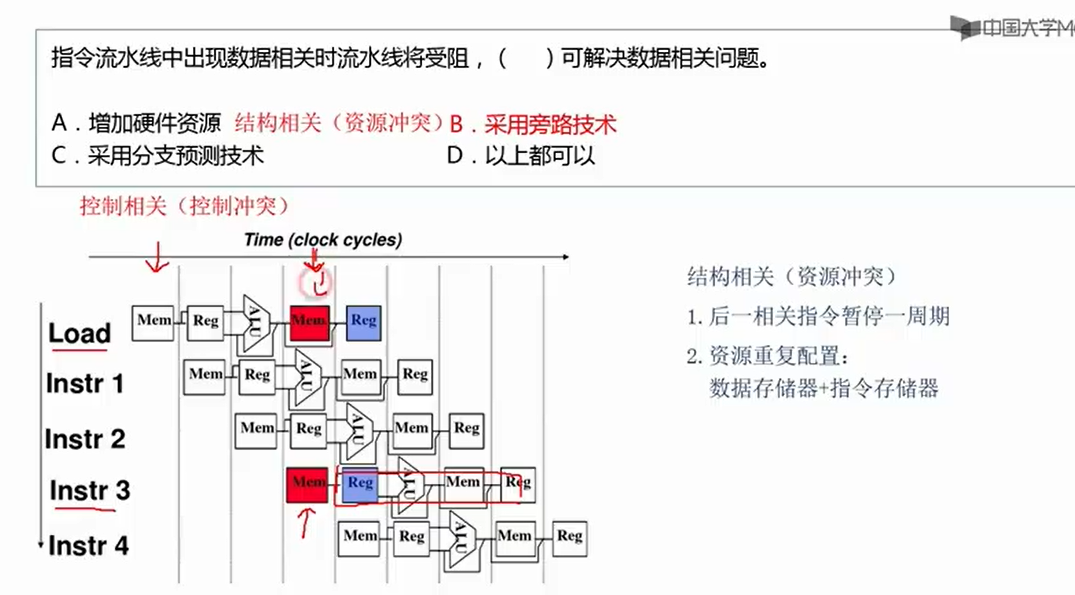 中国大学M
指令流水线中出现数据相关时流水线将受阻，（    ）可解决数据相关问题。
A．增加硬件资源 结构相关（资源冲突） B．采用旁路技术
C．采用分支预测技术 D．以上都可以
控制相关（控制冲突）
Time (clock cycles)
Load Mem Reg ALU Mem Reg
Instr 1 Mem Reg ALU Mem Reg
Instr 2 Mem Reg ALU Mem Reg
Instr 3 Mem Reg ALU Mem Reg
Instr 4 Mem Reg ALU Mem Reg
结构相关（资源冲突）
1. 后一相关指令暂停一周期
2. 资源重复配置：
数据存储器+指令存储器